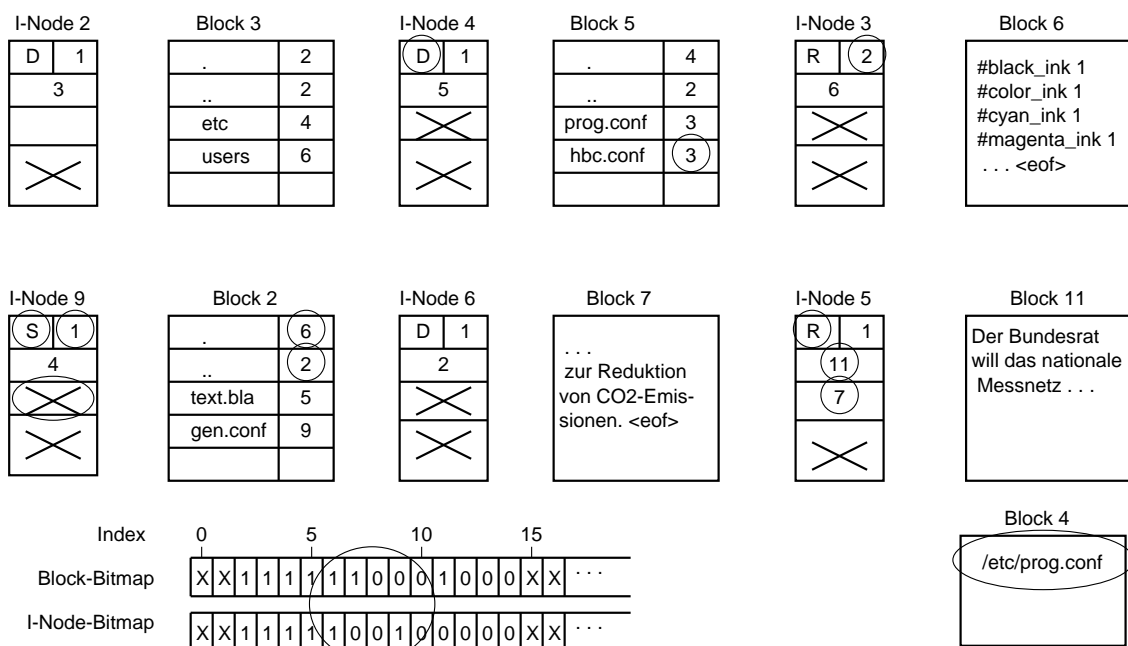 I-Node 2
Block 3
I-Node 4
Block 5
I-Node 3
Block 6
D 1
3
. 2
.. 2
etc 4
users 6
D 1
5
. 4
.. 2
prog.conf 3
hbc.conf 3
R 2
6
#black_ink 1
#color_ink 1
#cyan_ink 1
#magenta_ink 1
. . . <eof>
I-Node 9
Block 2
I-Node 6
Block 7
I-Node 5
Block 11
S 1
4
. 6
.. 2
text.bla 5
gen.conf 9
D 1
2
. . .
zur Reduktion
von CO2-Emis-
sionen. <eof>
R 1
11
7
Der Bundesrat
will das nationale
Messnetz . . .
Index 0 5 10 15
Block-Bitmap X X 1 1 1 1 1 1 0 0 0 1 0 0 0 X X . . .
I-Node-Bitmap X X 1 1 1 1 1 0 0 1 0 0 0 0 0 X X . . .
Block 4
/etc/prog.conf